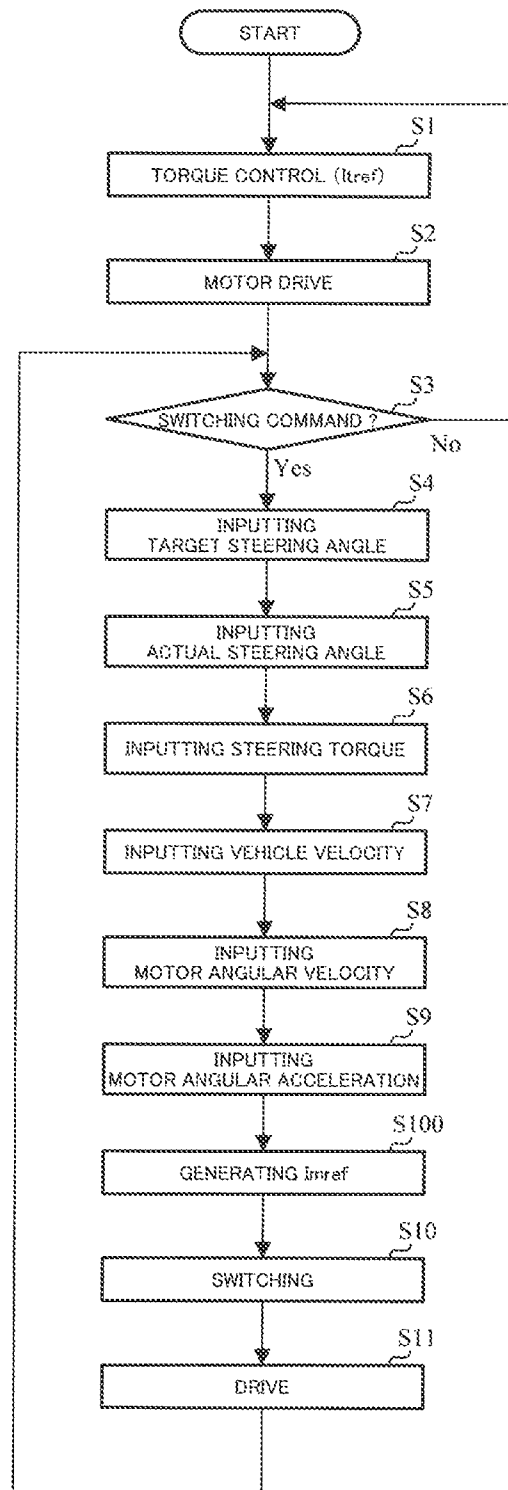 START
S1
TORQUE CONTROL (Itref)
S2
MOTOR DRIVE
S3
SWITCHING COMMAND ?
No
Yes
S4
INPUTTING
TARGET STEERING ANGLE
S5
INPUTTING
ACTUAL STEERING ANGLE
S6
INPUTTING STEERING TORQUE
S7
INPUTTING VEHICLE VELOCITY
S8
INPUTTING
MOTOR ANGULAR VELOCITY
S9
INPUTTING
MOTOR ANGULAR ACCELERATION
S100
GENERATING Imref
S10
SWITCHING
S11
DRIVE